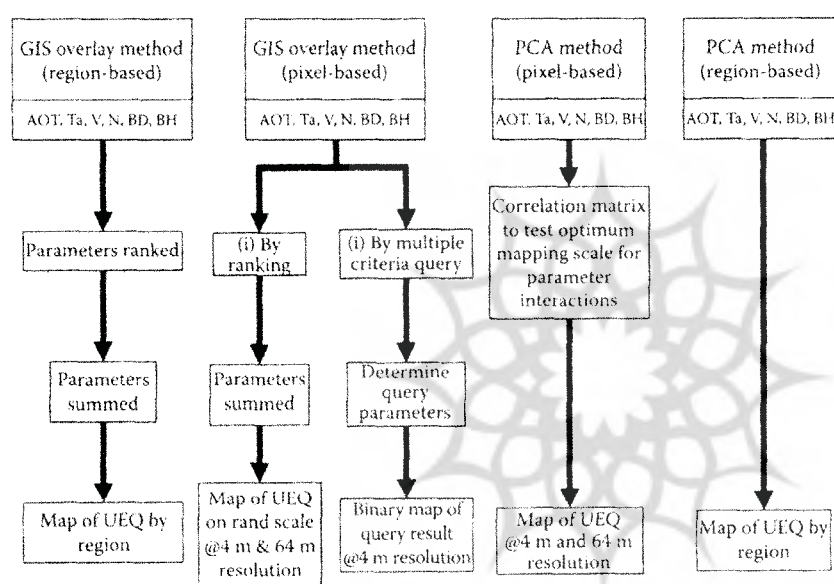 GIS overlay method
(region-based)
AOT, Ta, V, N, BD, BH
Parameters ranked
Parameters
summed
Map of UEQ by
region
GIS overlay method
(pixel-based)
AOT, Ta, V, N, BD, BH
(i) By
ranking
Parameters
summed
Map of UEQ
on rand scale
@4 m & 64 m
resolution
(i) By multiple
criteria query
Determine
query
parameters
Binary map of
query result
@4 m resolution
PCA method
(pixel-based)
AOT, Ta, V, N, BD, BH
Correlation matrix
to test optimum
mapping scale for
parameter
interactions
Map of UEQ
@4 m and 64 m
resolution
PCA method
(region-based)
AOT, Ta, V, N, BD, BH
Map of UEQ by
region